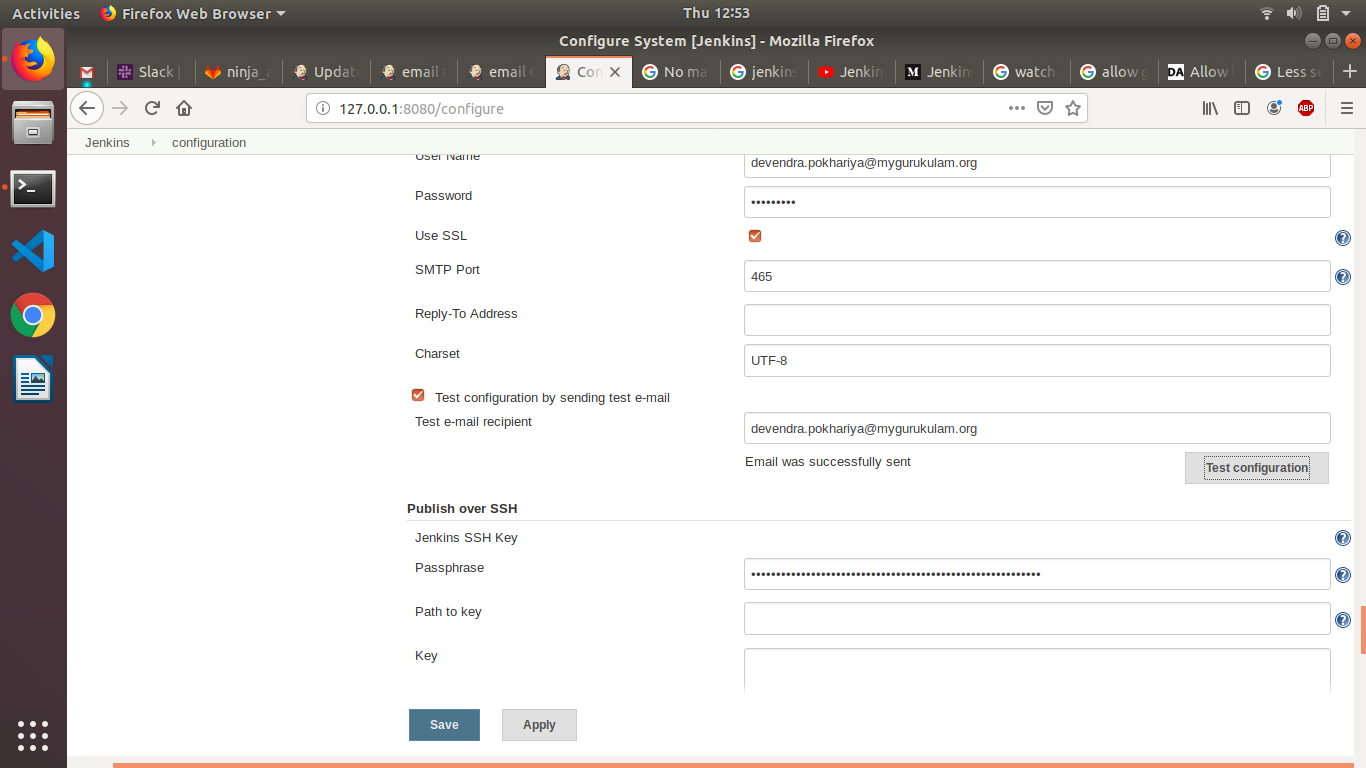 Activities Firefox Web Browser Thu 12:53
Configure System [Jenkins] - Mozilla Firefox
Slack ninja_a Updat email email Con No ma jenkins Jenkin Jenkin watch allow g Allow Less se
127.0.0.1:8080/configure ABP
Jenkins configuration
User Name devendra.pokhariya@mygurukulam.org
Password •••••••••
Use SSL
SMTP Port 465
Reply-To Address
Charset UTF-8
Test configuration by sending test e-mail
Test e-mail recipient devendra.pokhariya@mygurukulam.org
Email was successfully sent Test configuration
Publish over SSH
Jenkins SSH Key
Passphrase
Path to key
Key
Save Apply